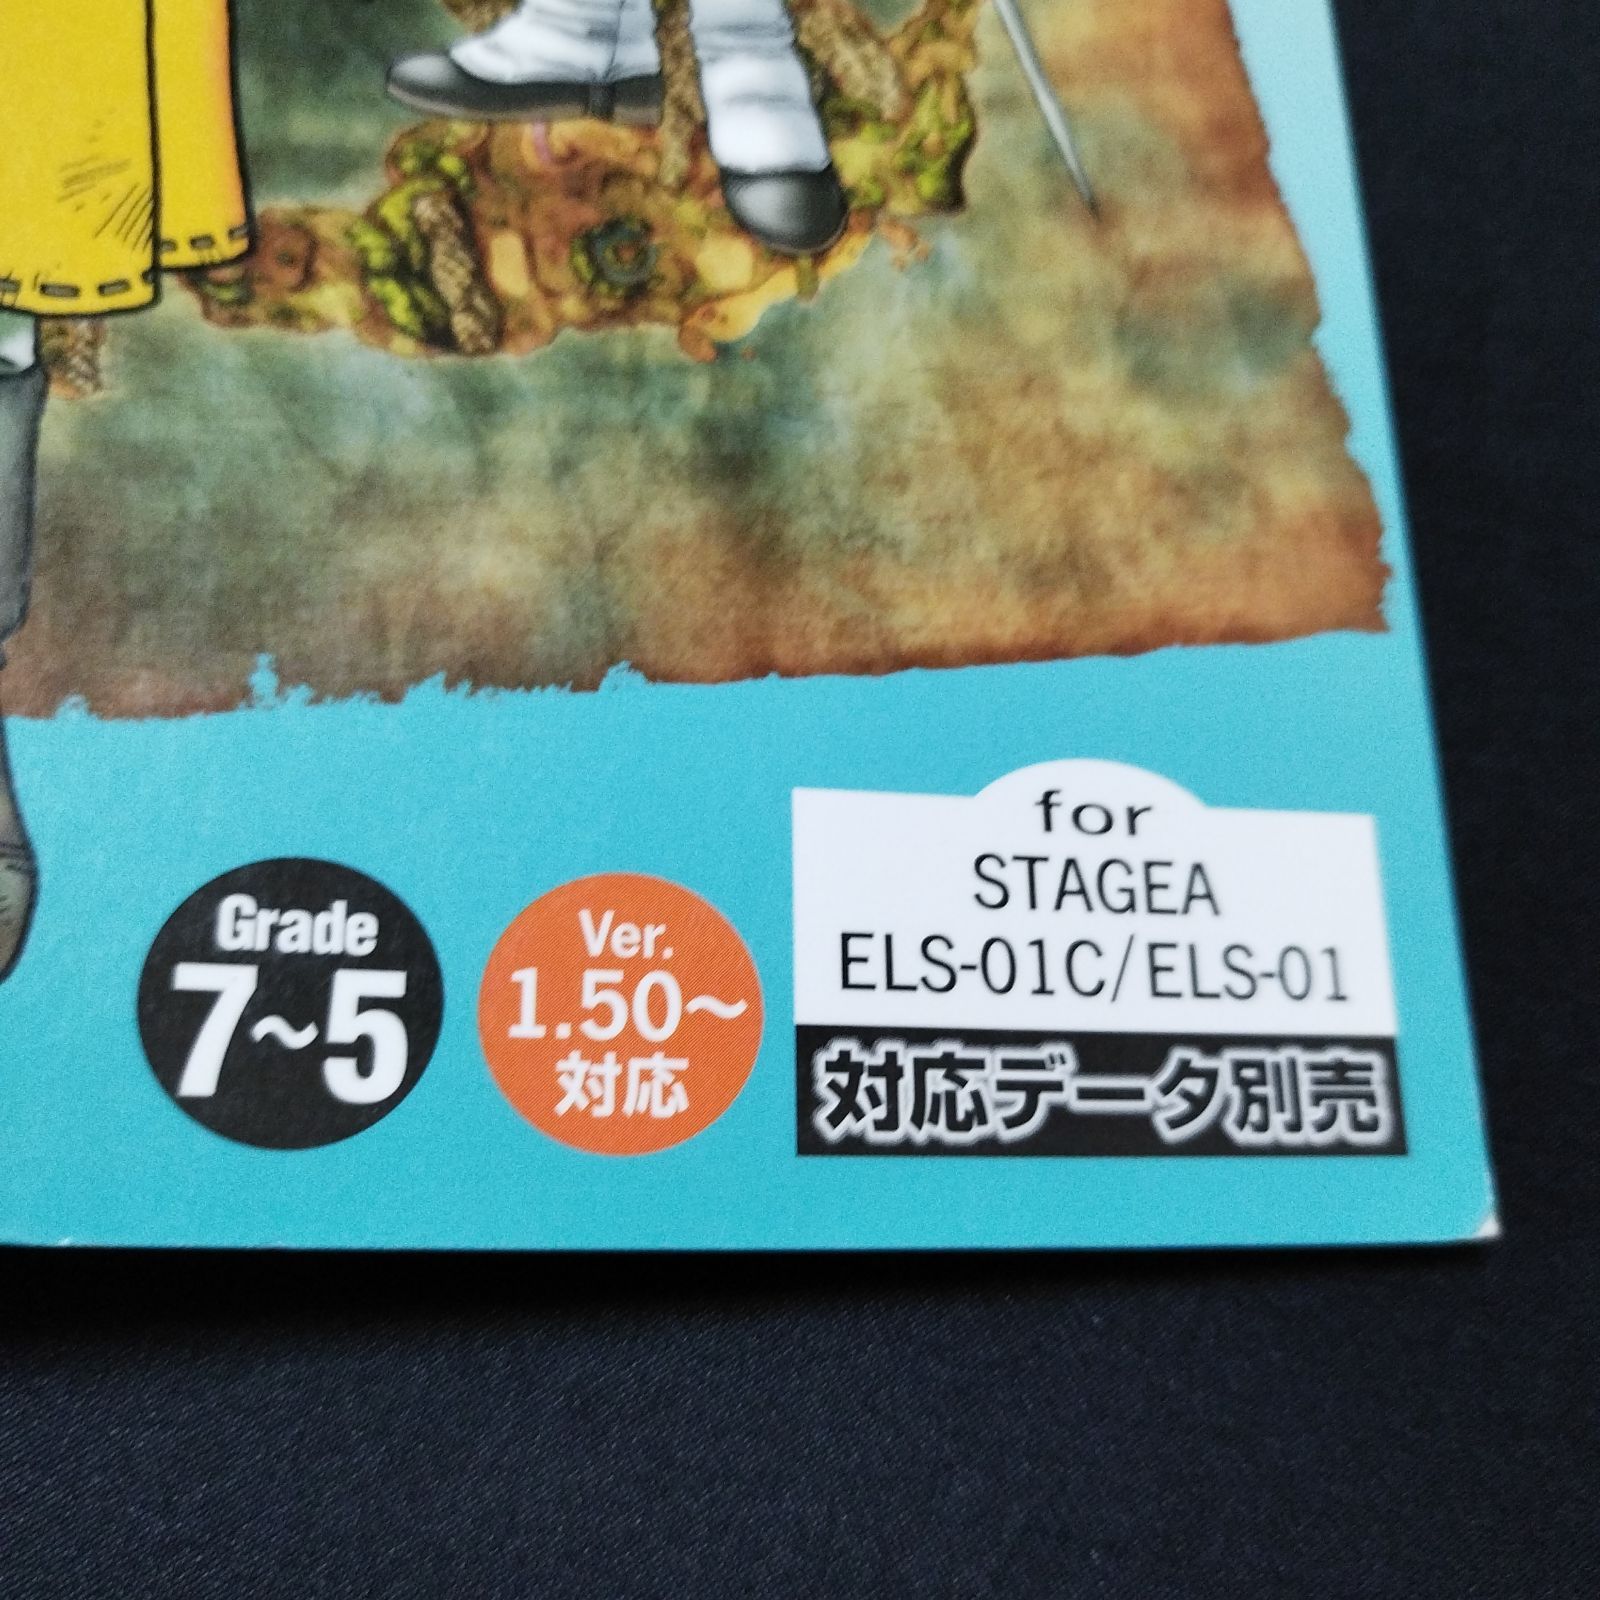 Grade
7~5
Ver.
1.50~
対応
for
STAGEA
ELS-01C/ELS-01
対応データ別売